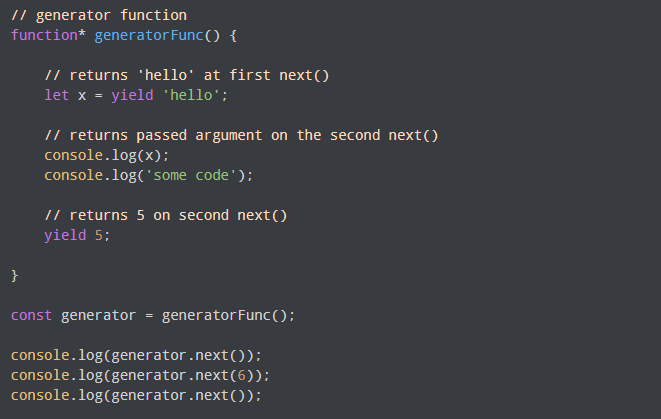 // generator function
function* generatorFunc() {
    // returns 'hello' at first next()
    let x = yield 'hello';
    // returns passed argument on the second next()
    console.log(x);
    console.log('some code');
    // returns 5 on second next()
    yield 5;
}
const generator = generatorFunc();
console.log(generator.next());
console.log(generator.next(6));
console.log(generator.next());